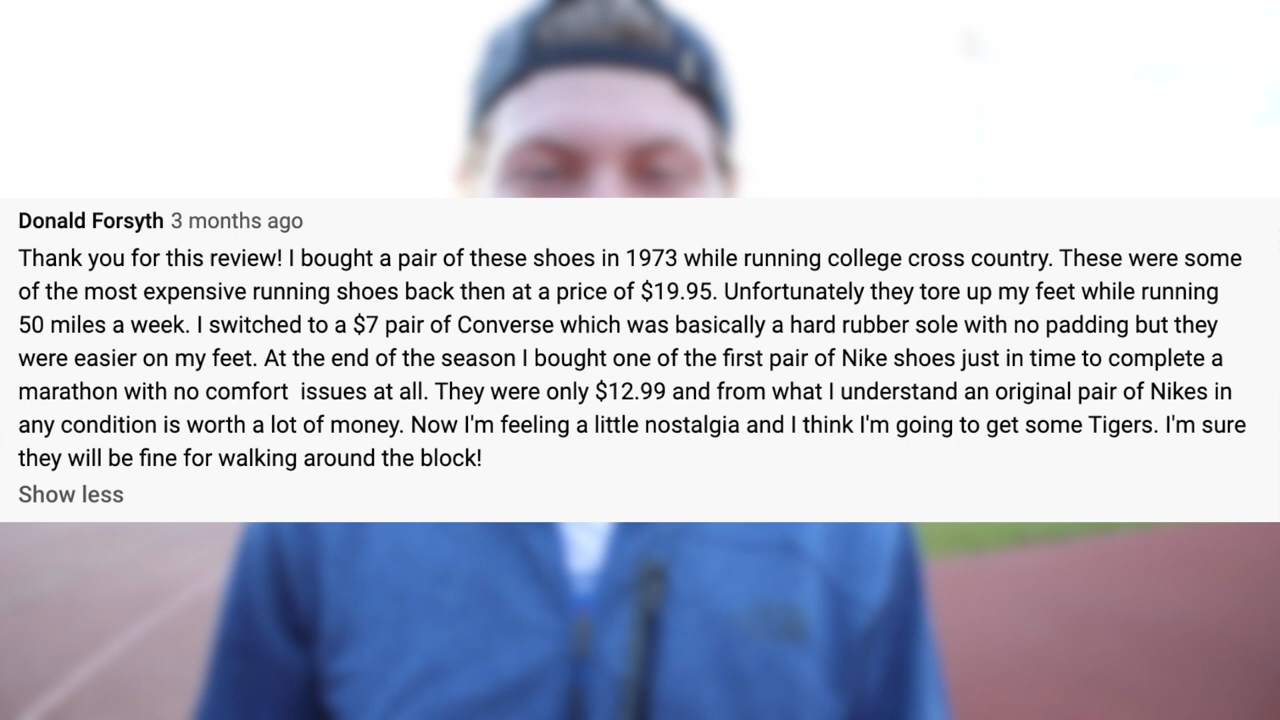 Donald Forsyth 3 months ago
Thank you for this review! I bought a pair of these shoes in 1973 while running college cross country. These were some
of the most expensive running shoes back then at a price of $19.95. Unfortunately they tore up my feet while running
50 miles a week. I switched to a $7 pair of Converse which was basically a hard rubber sole with no padding but they
were easier on my feet. At the end of the season I bought one of the first pair of Nike shoes just in time to complete a
marathon with no comfort  issues at all. They were only $12.99 and from what I understand an original pair of Nikes in
any condition is worth a lot of money. Now I'm feeling a little nostalgia and I think I'm going to get some Tigers. I'm sure
they will be fine for walking around the block!
Show less